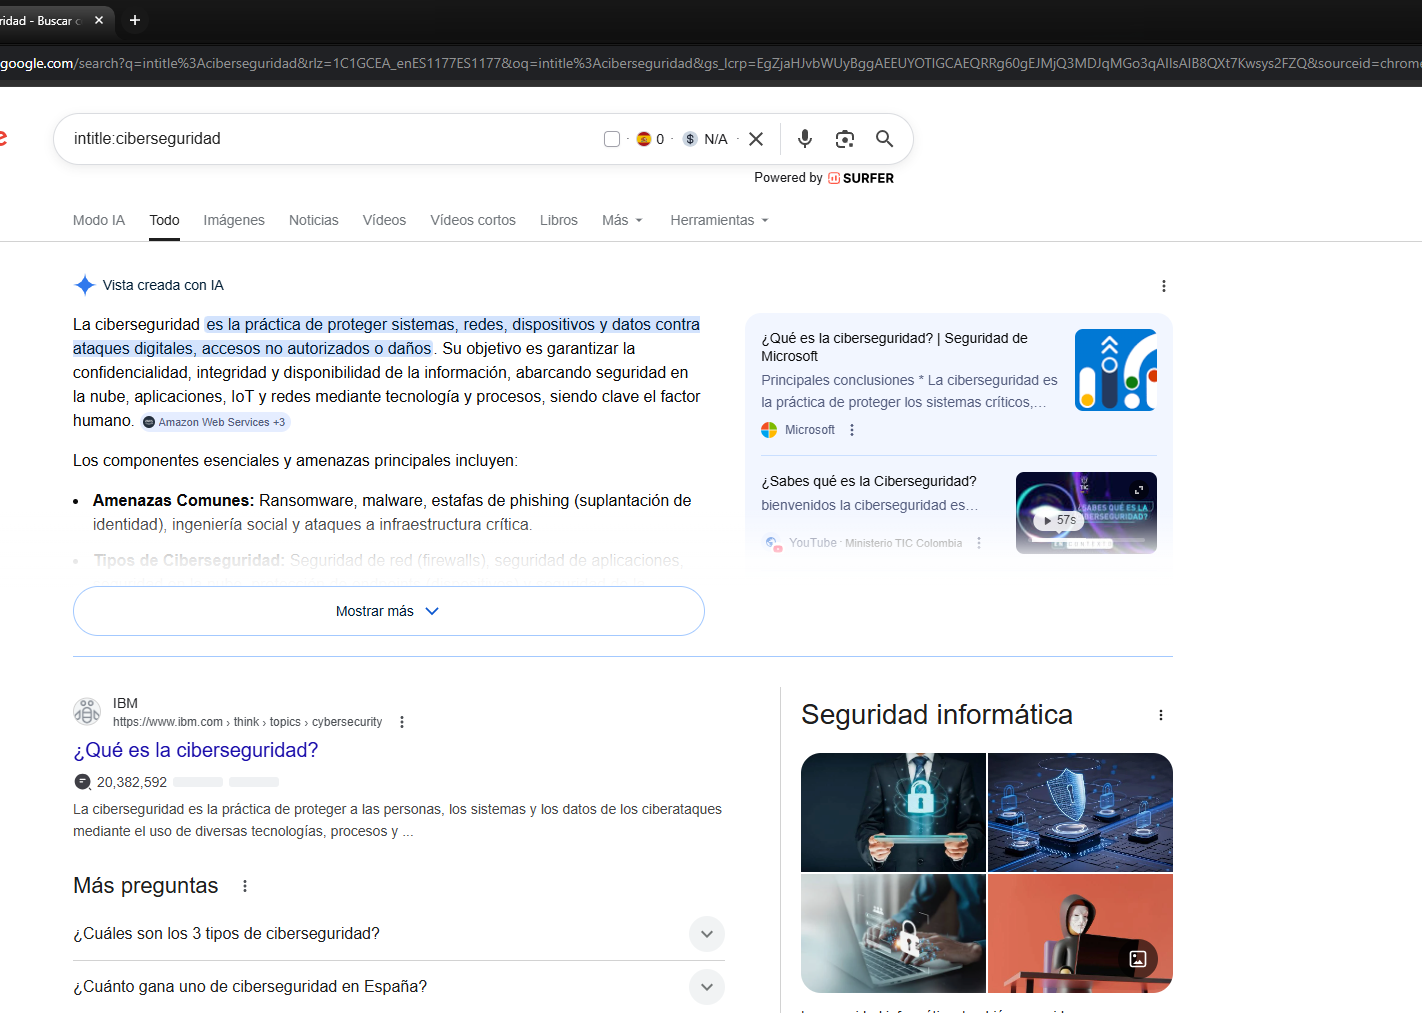 ridad - Buscar c
google.com/search?q=intitle%3Aciberseguridad&rlz=1C1GCEA_enES1177ES1177&oq=intitle%3Aciberseguridad&gs_lcrp=EgZjaHJvbWUyBggAEEUYOTIGCAEQRRg60gEJMjQ3MDJqMGo3qAIIsAIB8QXt7Kwsys2FZQ&sourceid=chrome
e
intitle:ciberseguridad
· 0 · $ N/A ·
Powered by SURFER
Modo IA Todo Imágenes Noticias Vídeos Vídeos cortos Libros Más Herramientas
Vista creada con IA
La ciberseguridad es la práctica de proteger sistemas, redes, dispositivos y datos contra
ataques digitales, accesos no autorizados o daños. Su objetivo es garantizar la
confidencialidad, integridad y disponibilidad de la información, abarcando seguridad en
la nube, aplicaciones, IoT y redes mediante tecnología y procesos, siendo clave el factor
humano. Amazon Web Services +3
Los componentes esenciales y amenazas principales incluyen:
• Amenazas Comunes: Ransomware, malware, estafas de phishing (suplantación de
identidad), ingeniería social y ataques a infraestructura crítica.
• Tipos de Ciberseguridad: Seguridad de red (firewalls), seguridad de aplicaciones,
Mostrar más
¿Qué es la ciberseguridad? | Seguridad de
Microsoft
Principales conclusiones * La ciberseguridad es
la práctica de proteger los sistemas críticos,…
Microsoft
¿Sabes qué es la Ciberseguridad?
bienvenidos la ciberseguridad es…
YouTube · Ministerio TIC Colombia
TIC
¿SABES QUÉ ES LA
CIBERSEGURIDAD?
57s
IBM
https://www.ibm.com › think › topics › cybersecurity
¿Qué es la ciberseguridad?
20,382,592
La ciberseguridad es la práctica de proteger a las personas, los sistemas y los datos de los ciberataques
mediante el uso de diversas tecnologías, procesos y ...
Más preguntas
¿Cuáles son los 3 tipos de ciberseguridad?
¿Cuánto gana uno de ciberseguridad en España?
Seguridad informática